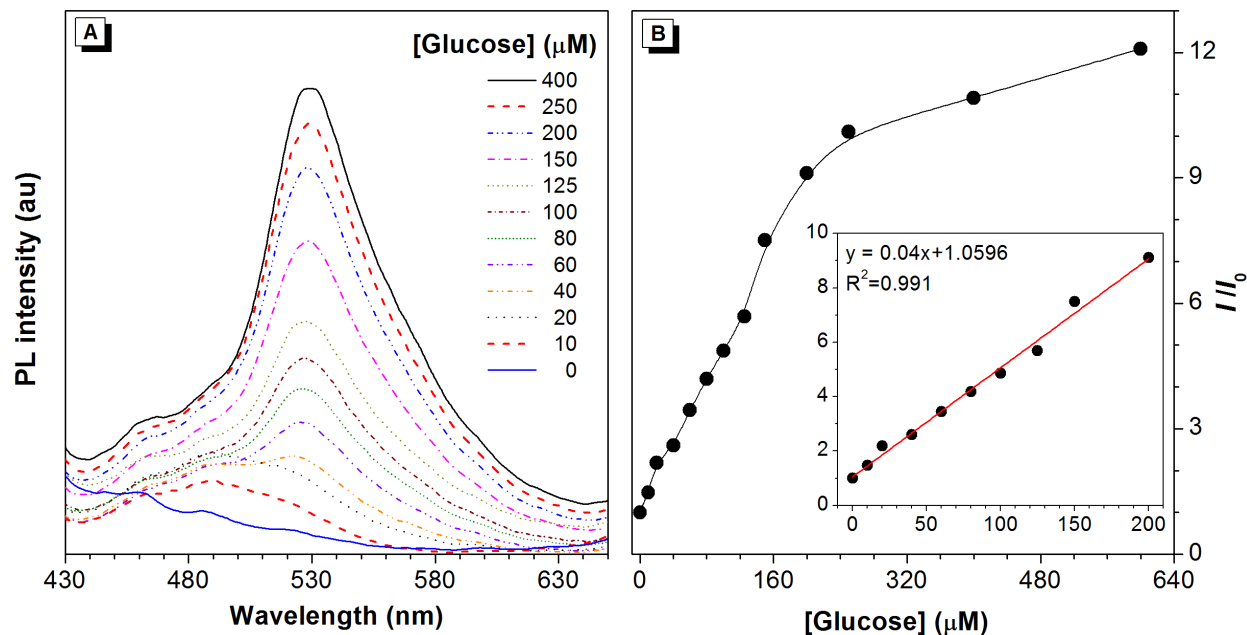 A
[Glucose] (μM)
400
250
200
150
125
100
80
60
40
20
10
0
PL intensity (au)
430 480 530 580 630
Wavelength (nm)
B
12
9
6
3
0
I /I0
y = 0.04x+1.0596
R2=0.991
10
8
6
4
2
0
0 50 100 150 200
0 160 320 480 640
[Glucose] (μM)